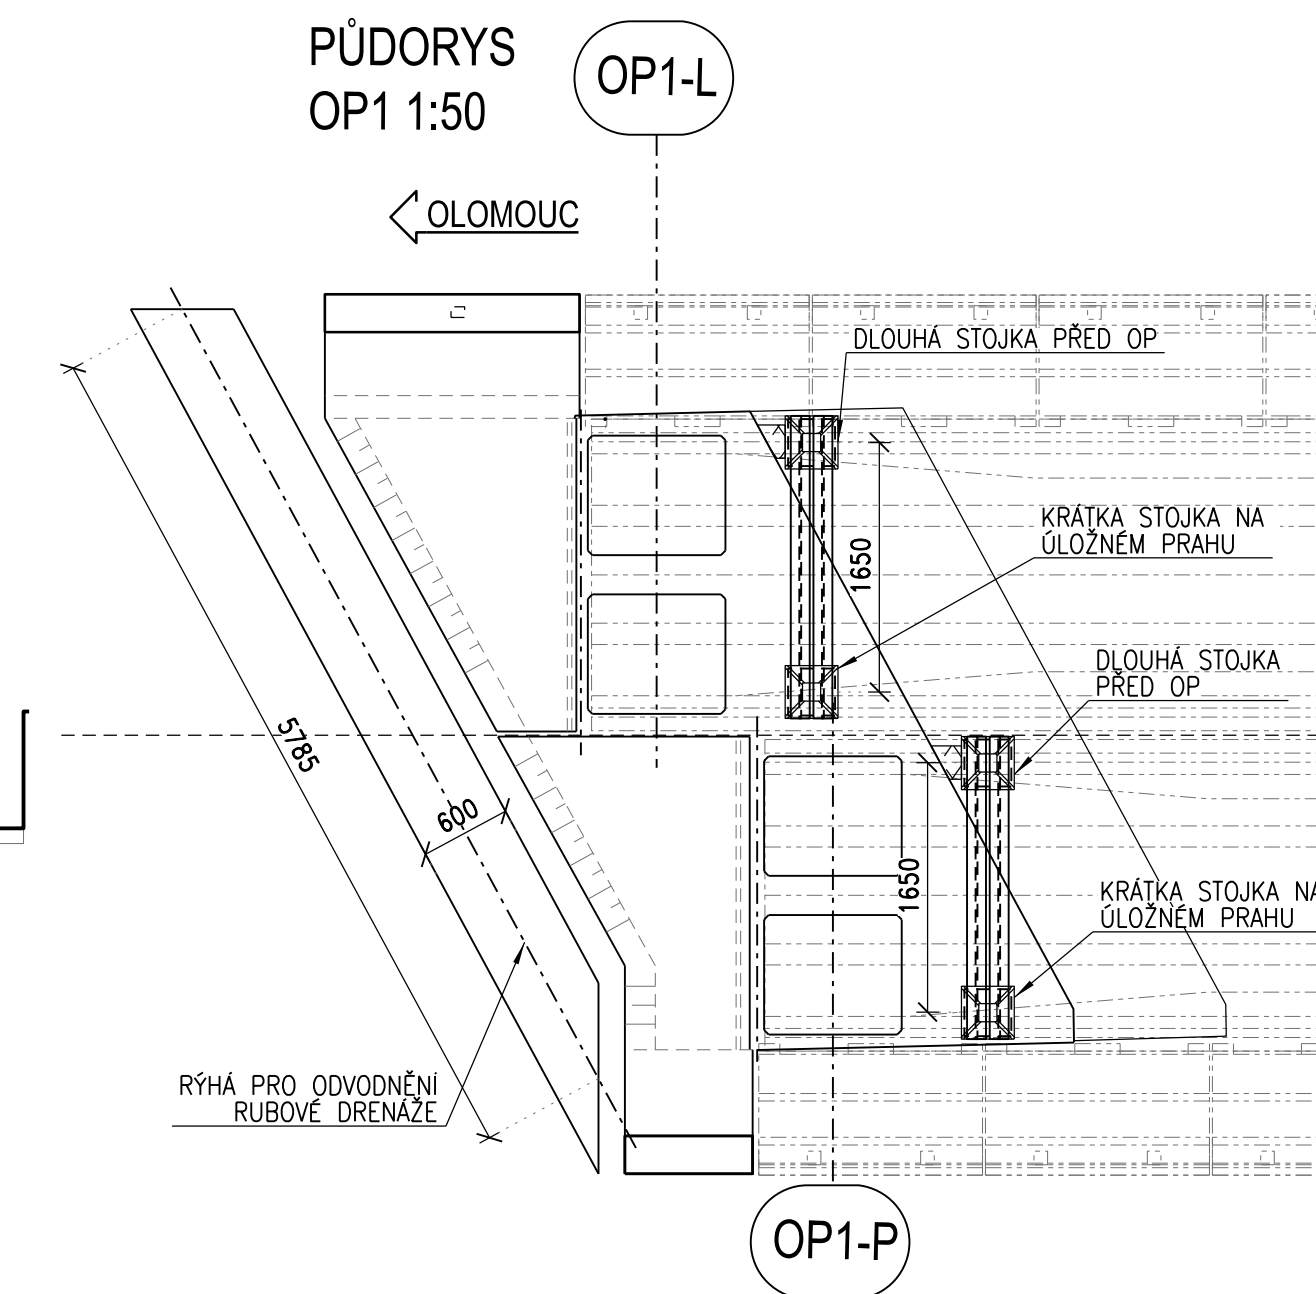 PŮDORYS
OP1 1:50
OP1-L
OLOMOUC
DLOUHÁ STOJKA PŘED OP
KRÁTKA STOJKA NA
ÚLOŽNÉM PRAHU
1650
DLOUHÁ STOJKA
PŘED OP
5785
600
1650
KRÁTKA STOJKA NA
ÚLOŽNÉM PRAHU
RÝHÁ PRO ODVODNĚNÍ
RUBOVÉ DRENÁŽE
OP1-P